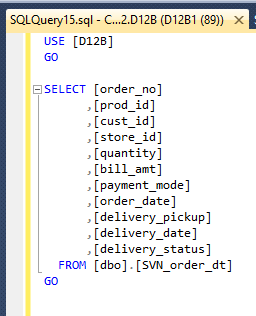 SQLQuery15.sql - C...2.D12B (D12B1 (89))
USE [D12B]
GO
SELECT [order_no]
,[prod_id]
,[cust_id]
,[store_id]
,[quantity]
,[bill_amt]
,[payment_mode]
,[order_date]
,[delivery_pickup]
,[delivery_date]
,[delivery_status]
FROM [dbo].[SVN_order_dt]
GO